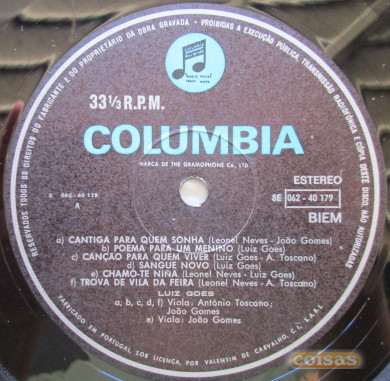 RESERVADOS TODOS OS DIREITOS DO FABRICANTE E DO PROPRIETÁRIO DA OBRA GRAVADA - PROIBIDAS A EXECUÇÃO PÚBLICA, TRANSMISSÃO RADIOFÓNICA E CÓPIA DESTE DISCO, NÃO AUTORIZADAS
33⅓ R.P.M.
COLUMBIA
MARCA DE THE GRAMOPHONE Co., LTD
ESTEREO
8E 062 - 40 179
BIEM
062-40 179
A
a) CANTIGA PARA QUEM SONHA (Leonel Neves - João Gomes)
b) POEMA PARA UM MENINO (Luiz Goes)
c) CANÇÃO PARA QUEM VIVER (Luiz Goes - A. Toscano)
d) SANGUE NOVO (Luiz Goes)
e) CHAMO-TE NINA (Leonel Neves - Luiz Goes)
f) TROVA DE VILA DA FEIRA (Leonel Neves - A. Toscano)
LUIZ GOES
a, b, c, d, f) Viola: António Toscano;
João Gomes
e) Viola: João Gomes
FABRICADO EM PORTUGAL, SOB LICENÇA, POR VALENTIM DE CARVALHO, C. I., S.A.R.L.
coisas